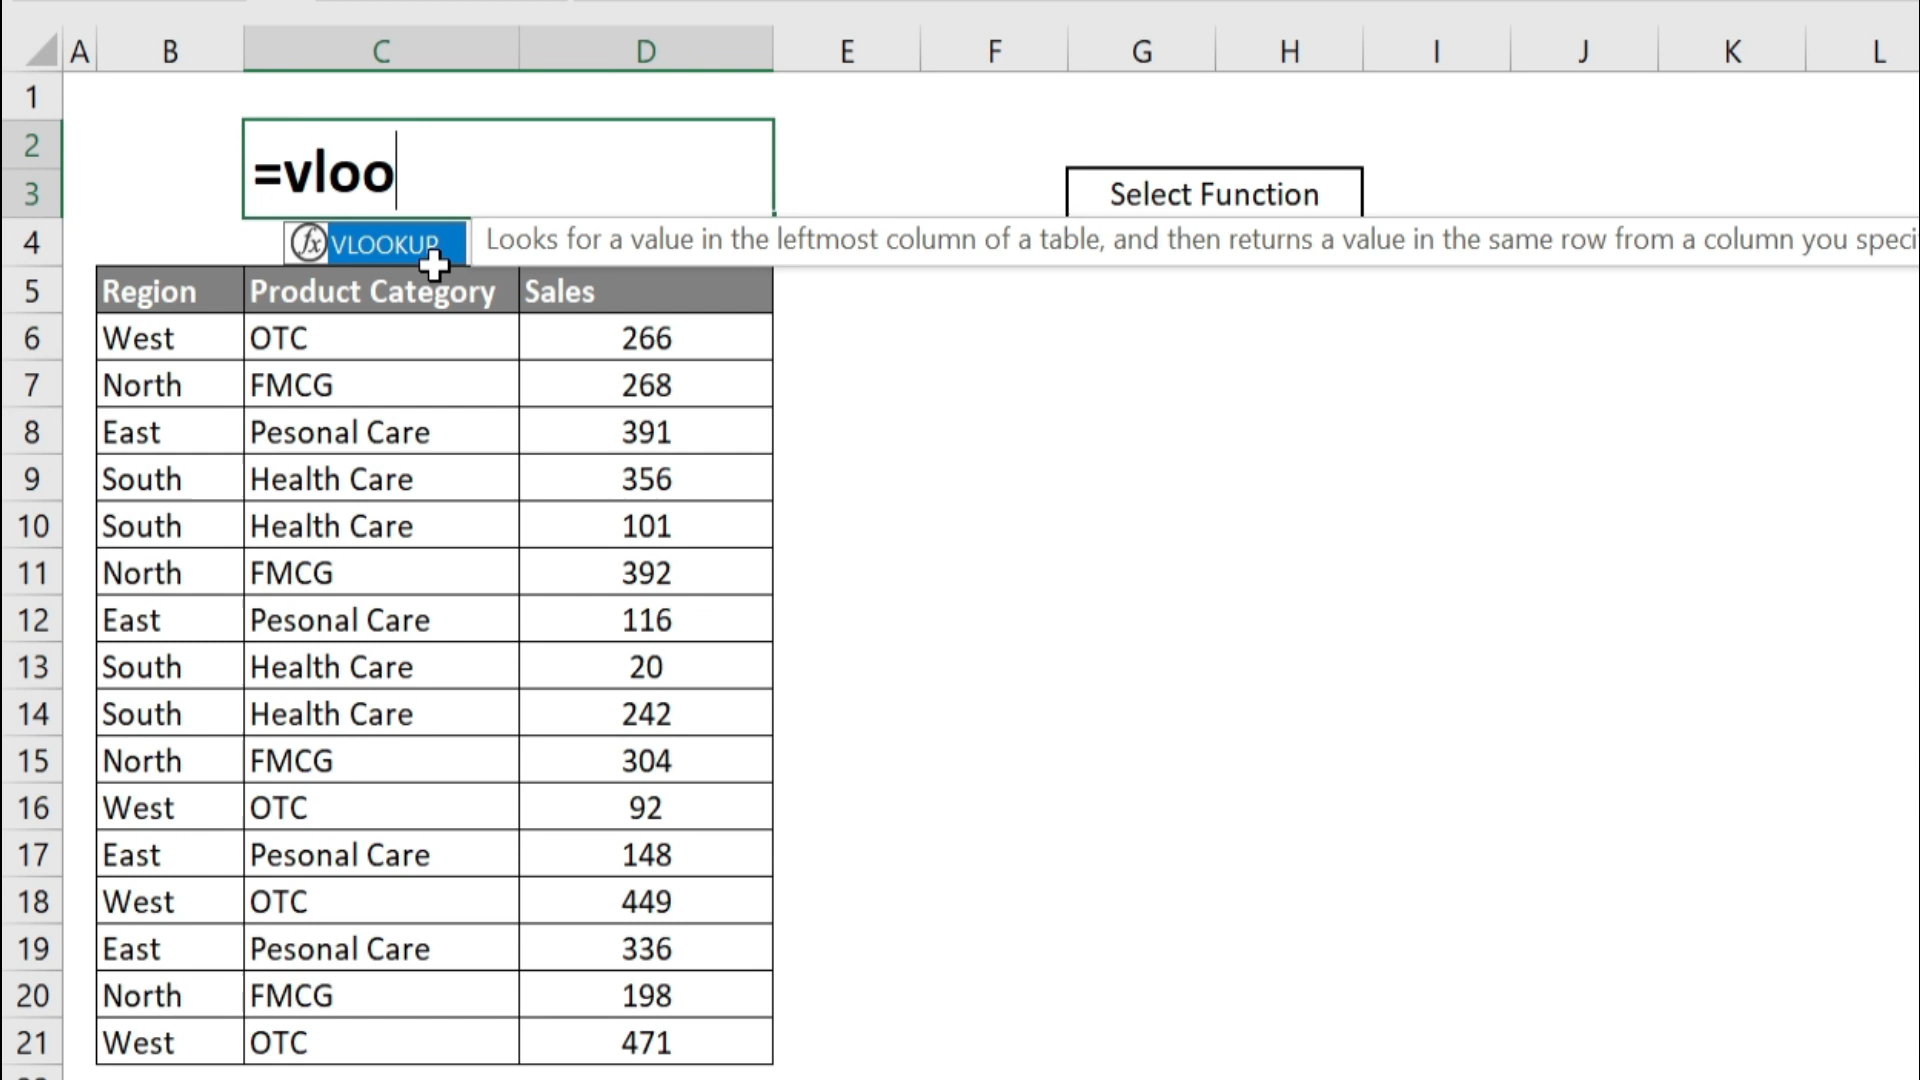 A B C D E F G H I J K L
1
2
=vloo
3 Select Function
4 VLOOKUP Looks for a value in the leftmost column of a table, and then returns a value in the same row from a column you speci
5 Region Product Category Sales
6 West OTC 266
7 North FMCG 268
8 East Pesonal Care 391
9 South Health Care 356
10 South Health Care 101
11 North FMCG 392
12 East Pesonal Care 116
13 South Health Care 20
14 South Health Care 242
15 North FMCG 304
16 West OTC 92
17 East Pesonal Care 148
18 West OTC 449
19 East Pesonal Care 336
20 North FMCG 198
21 West OTC 471